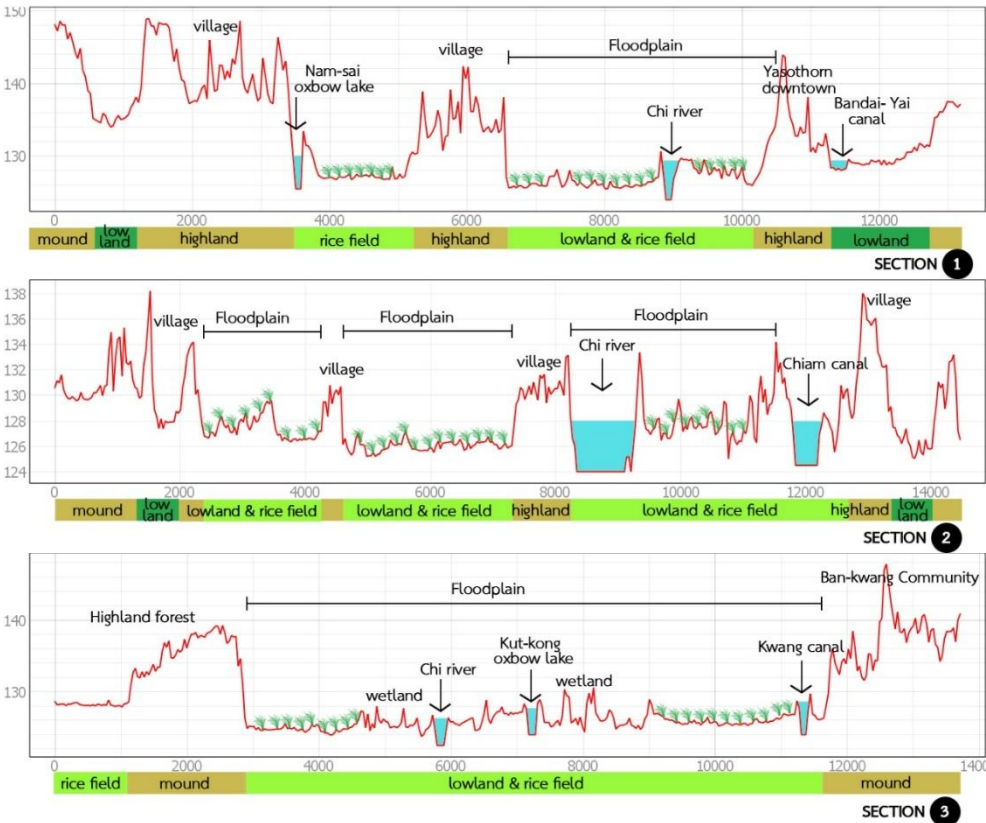 150
140
130
village
Nam-sai
oxbow lake
village
Floodplain
Chi river
Yasothorn
downtown
Bandai- Yai
canal
0 2000 4000 6000 8000 10000 12000
mound low land highland rice field highland lowland & rice field highland lowland
SECTION 1
138
136
134
132
130
128
126
124
village
Floodplain
village
Floodplain
village
Floodplain
Chi river
Chiam canal
village
0 2000 4000 6000 8000 10000 12000 14000
mound low land lowland & rice field lowland & rice field highland lowland & rice field highland low land
SECTION 2
140
130
Highland forest
Floodplain
wetland
Chi river
Kut-kong
oxbow lake
wetland
Kwang canal
Ban-kwang Community
0 2000 4000 6000 8000 10000 12000 1400
rice field mound lowland & rice field mound
SECTION 3